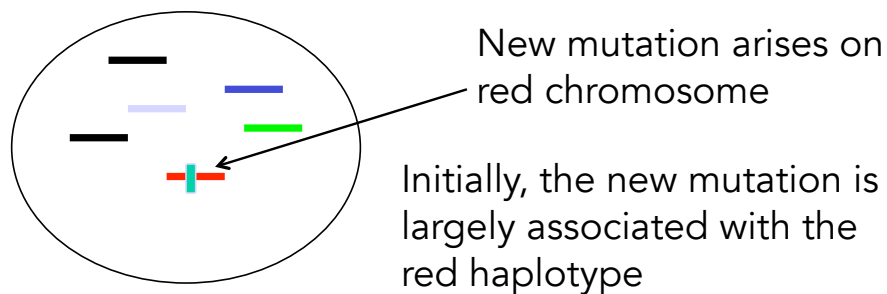 New mutation arises on
red chromosome
Initially, the new mutation is
largely associated with the
red haplotype